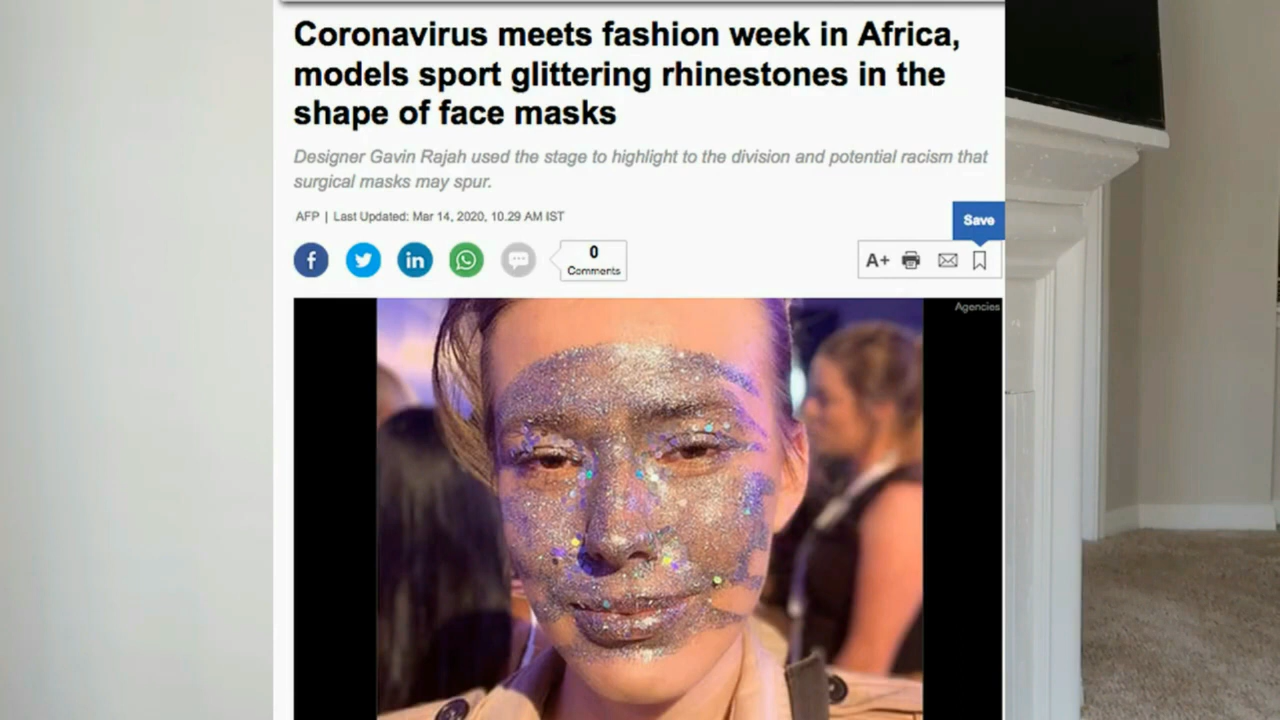 Coronavirus meets fashion week in Africa,
models sport glittering rhinestones in the
shape of face masks
Designer Gavin Rajah used the stage to highlight to the division and potential racism that
surgical masks may spur.
AFP | Last Updated: Mar 14, 2020, 10.29 AM IST
Save
f
in
0
Comments
A+
Agencies